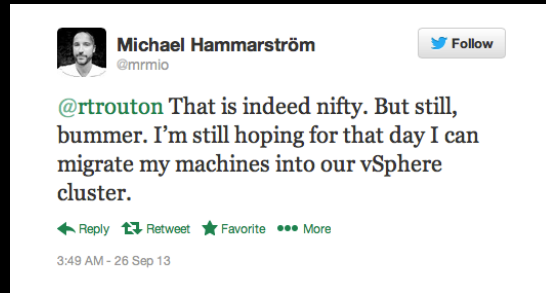 Michael Hammarström
@mrmio
Follow
@rtrouton That is indeed nifty. But still,
bummer. I’m still hoping for that day I can
migrate my machines into our vSphere
cluster.
Reply Retweet Favorite More
3:49 AM - 26 Sep 13